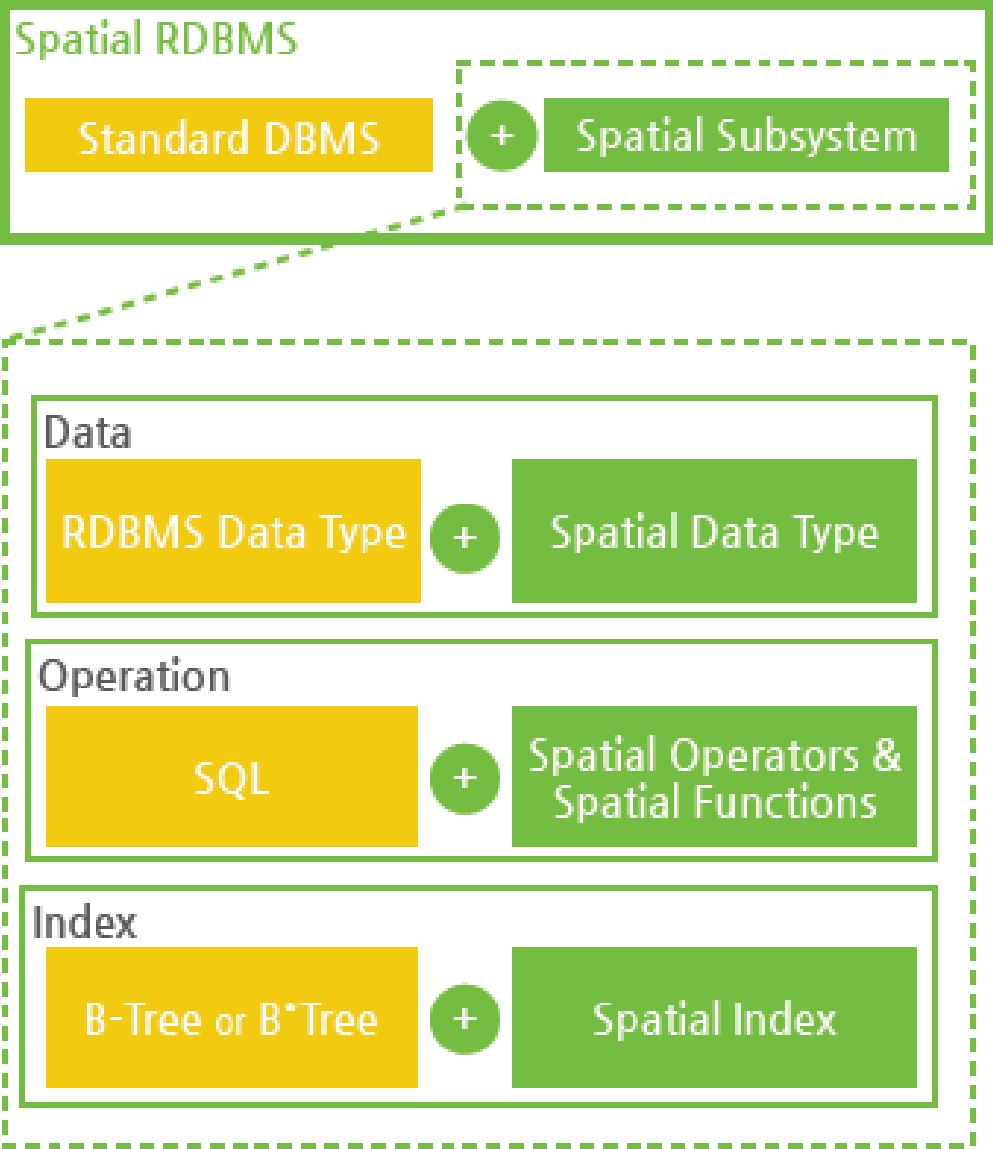 Spatial RDBMS
Standard DBMS
+
Spatial Subsystem
Data
RDBMS Data Type
+
Spatial Data Type
Operation
SQL
+
Spatial Operators &
Spatial Functions
Index
B-Tree or B*Tree
+
Spatial Index